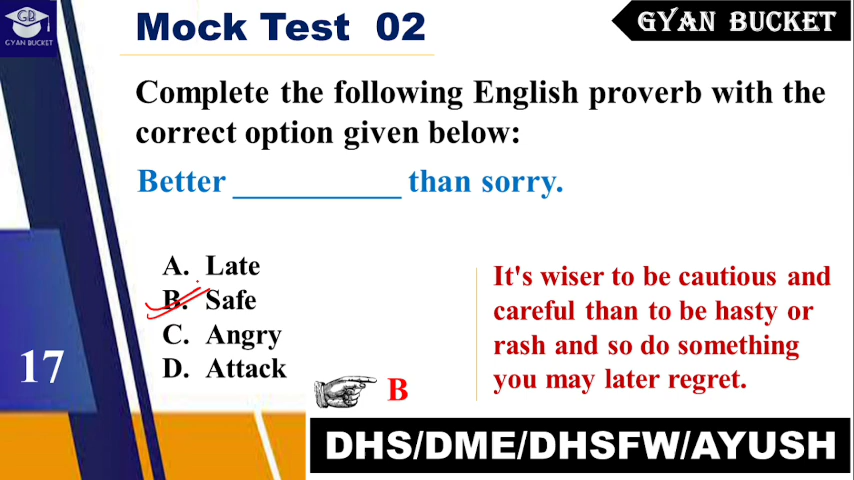 GB
GYAN BUCKET
Mock Test 02
GYAN BUCKET
Complete the following English proverb with the
correct option given below:
Better __________ than sorry.
A. Late
B. Safe
C. Angry
D. Attack
It's wiser to be cautious and
careful than to be hasty or
rash and so do something
you may later regret.
17
B
DHS/DME/DHSFW/AYUSH